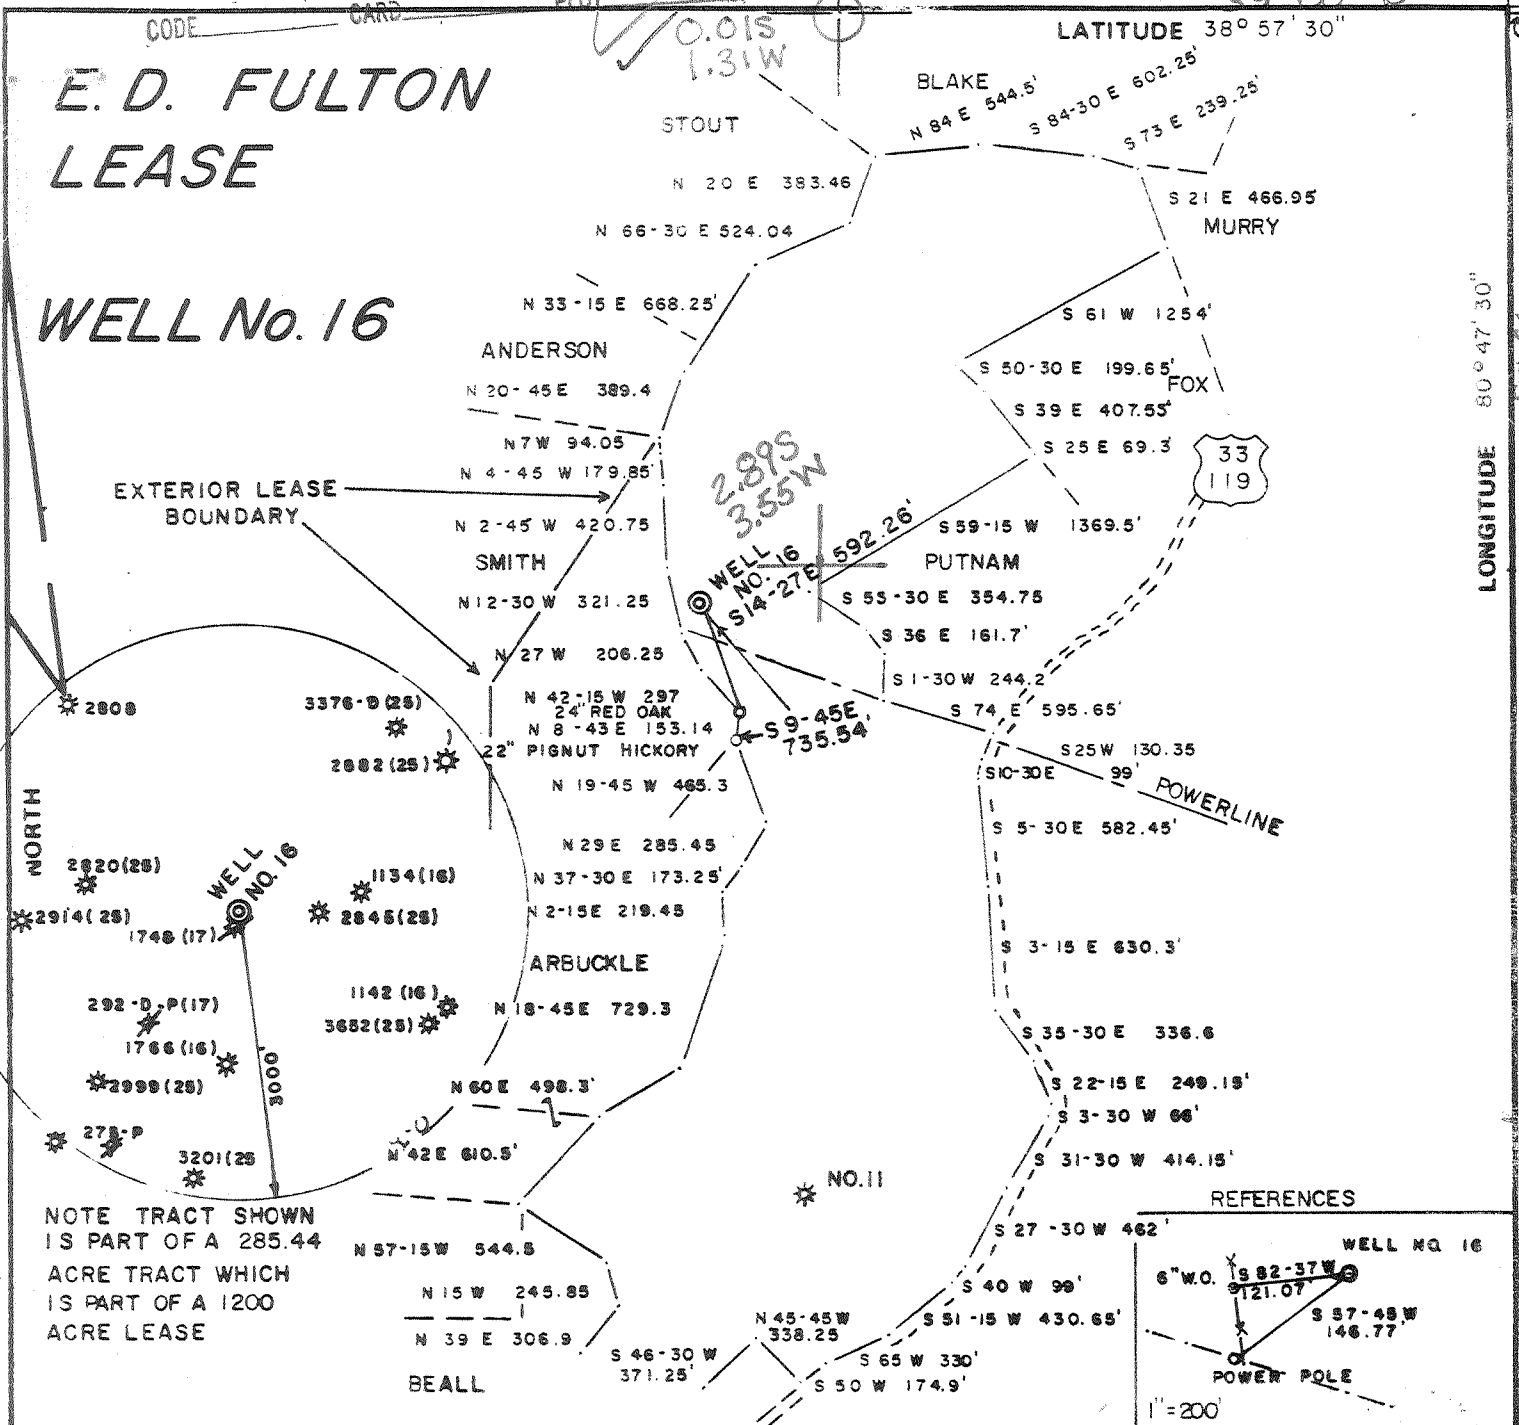 CODE
CARD
PLOT
0.01S
1.31W
LATITUDE 38° 57' 30"
E. D. FULTON
LEASE
WELL No. 16
BLAKE
N 84 E 544.5'
S 84-30 E 602.25'
S 73 E 239.25'
STOUT
N 20 E 383.46
S 21 E 466.95'
MURRY
N 66-30 E 524.04
N 33-15 E 668.25'
S 61 W 1254'
ANDERSON
S 50-30 E 199.65'
FOX
N 20-45 E 389.4
S 39 E 407.55'
N 7 W 94.05
S 25 E 69.3'
33
119
N 4-45 W 179.85'
LONGITUDE 80° 47' 30"
2.89S
3.55W
EXTERIOR LEASE
BOUNDARY
N 2-45 W 420.75
S 59-15 W 1369.5'
SMITH
PUTNAM
WELL
NO. 16
S 14-27 E 592.26'
N 12-30 W 321.25
S 55-30 E 354.75
S 36 E 161.7'
N 27 W 206.25
S 1-30 W 244.2
N 42-15 W 297
24" RED OAK
N 8-43 E 153.14
22" PIGNUT HICKORY
S 9-45 E
735.54'
S 74 E 595.65'
S 25 W 130.35
S 10-30 E 99'
POWERLINE
N 19-45 W 465.3
S 5-30 E 582.45'
N 29 E 285.45
N 37-30 E 173.25'
N 2-15 E 219.45
ARBUCKLE
S 3-15 E 630.3'
N 18-45 E 729.3
S 35-30 E 336.6
N 60 E 498.3'
S 22-15 E 249.15'
S 3-30 W 66'
N 42 E 610.5'
S 31-30 W 414.15'
NO. 11
N 57-15 W 544.5
S 27-30 W 462'
N 15 W 245.85
S 40 W 99'
N 39 E 306.9
N 45-45 W
338.25
S 51-15 W 430.65'
S 46-30 W
371.25'
S 65 W 330'
S 50 W 174.9'
BEALL
2808
3376-D (25)
2882 (25)
NORTH
2820 (25)
WELL
NO. 16
1134 (16)
2914 (25)
2845 (25)
1748 (17)
292-D-P (17)
1142 (16)
3652 (25)
1766 (16)
3000'
2999 (25)
3201 (25
NOTE TRACT SHOWN
IS PART OF A 285.44
ACRE TRACT WHICH
IS PART OF A 1200
ACRE LEASE
REFERENCES
WELL NO. 16
6" W.O.
S 82-37 W
121.07'
S 57-45 W
146.77'
POWER POLE
1"=200'